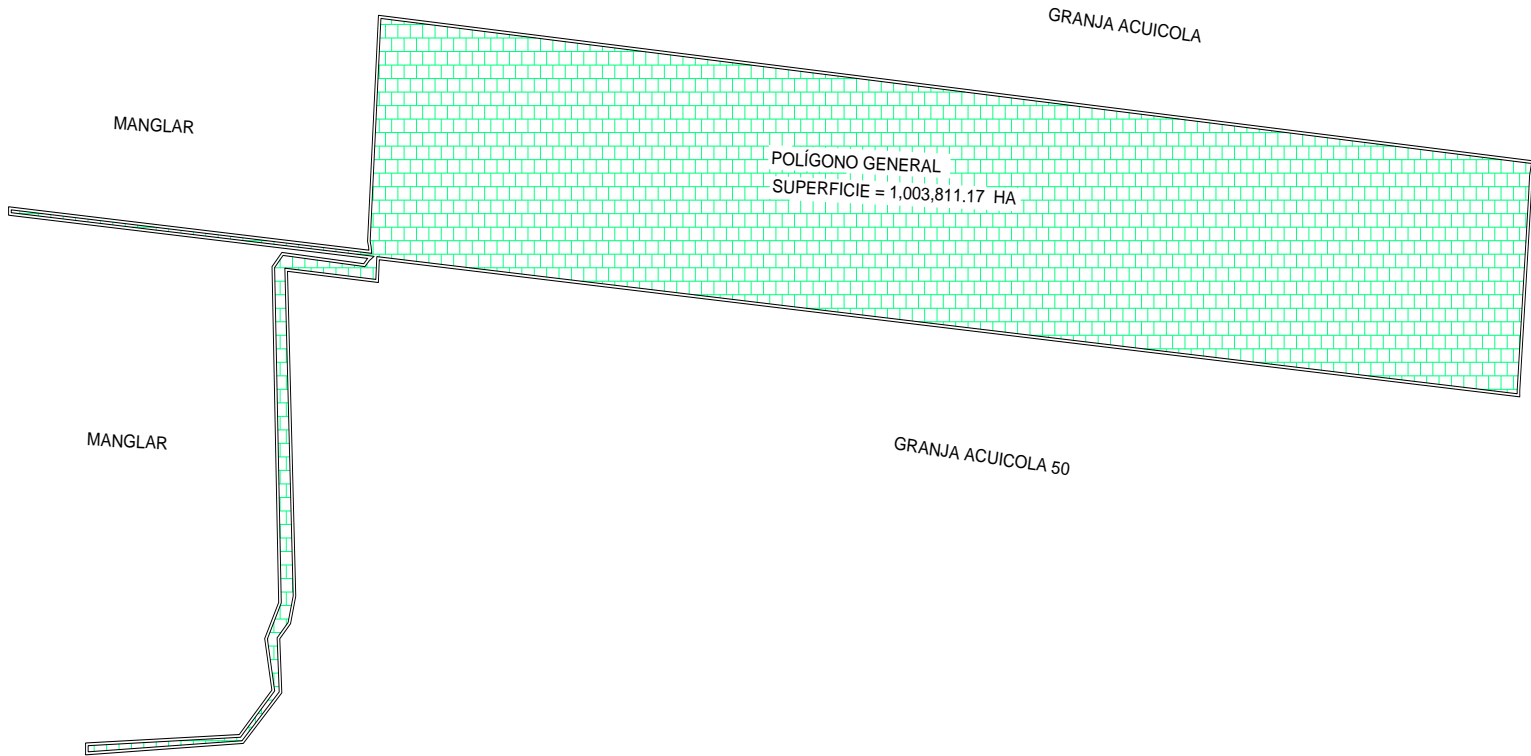 GRANJA ACUICOLA
MANGLAR
POLÍGONO GENERAL
SUPERFICIE = 1,003,811.17 HA
MANGLAR
GRANJA ACUICOLA 50